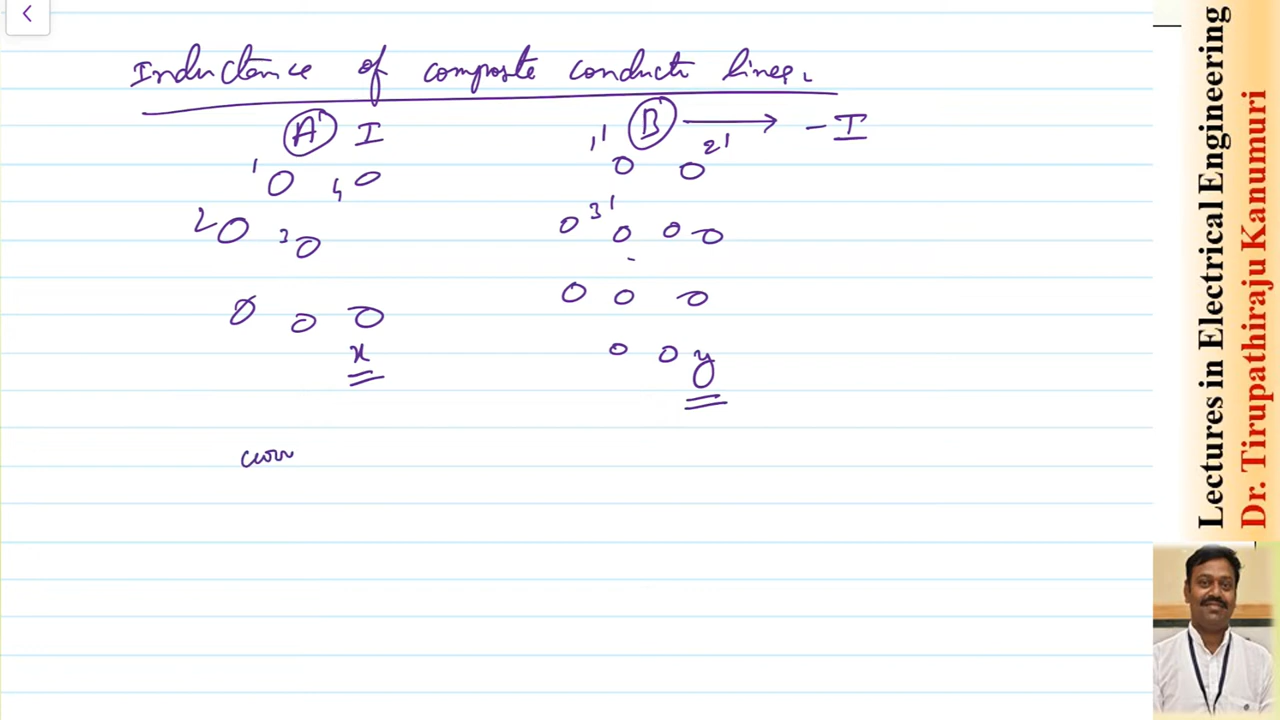 Inductance of composite conductor lines.
A I
B → - I
1 4
1' 2'
2 3
3'
x
y
curr
Lectures in Electrical Engineering
Dr. Tirupathiraju Kanumuri